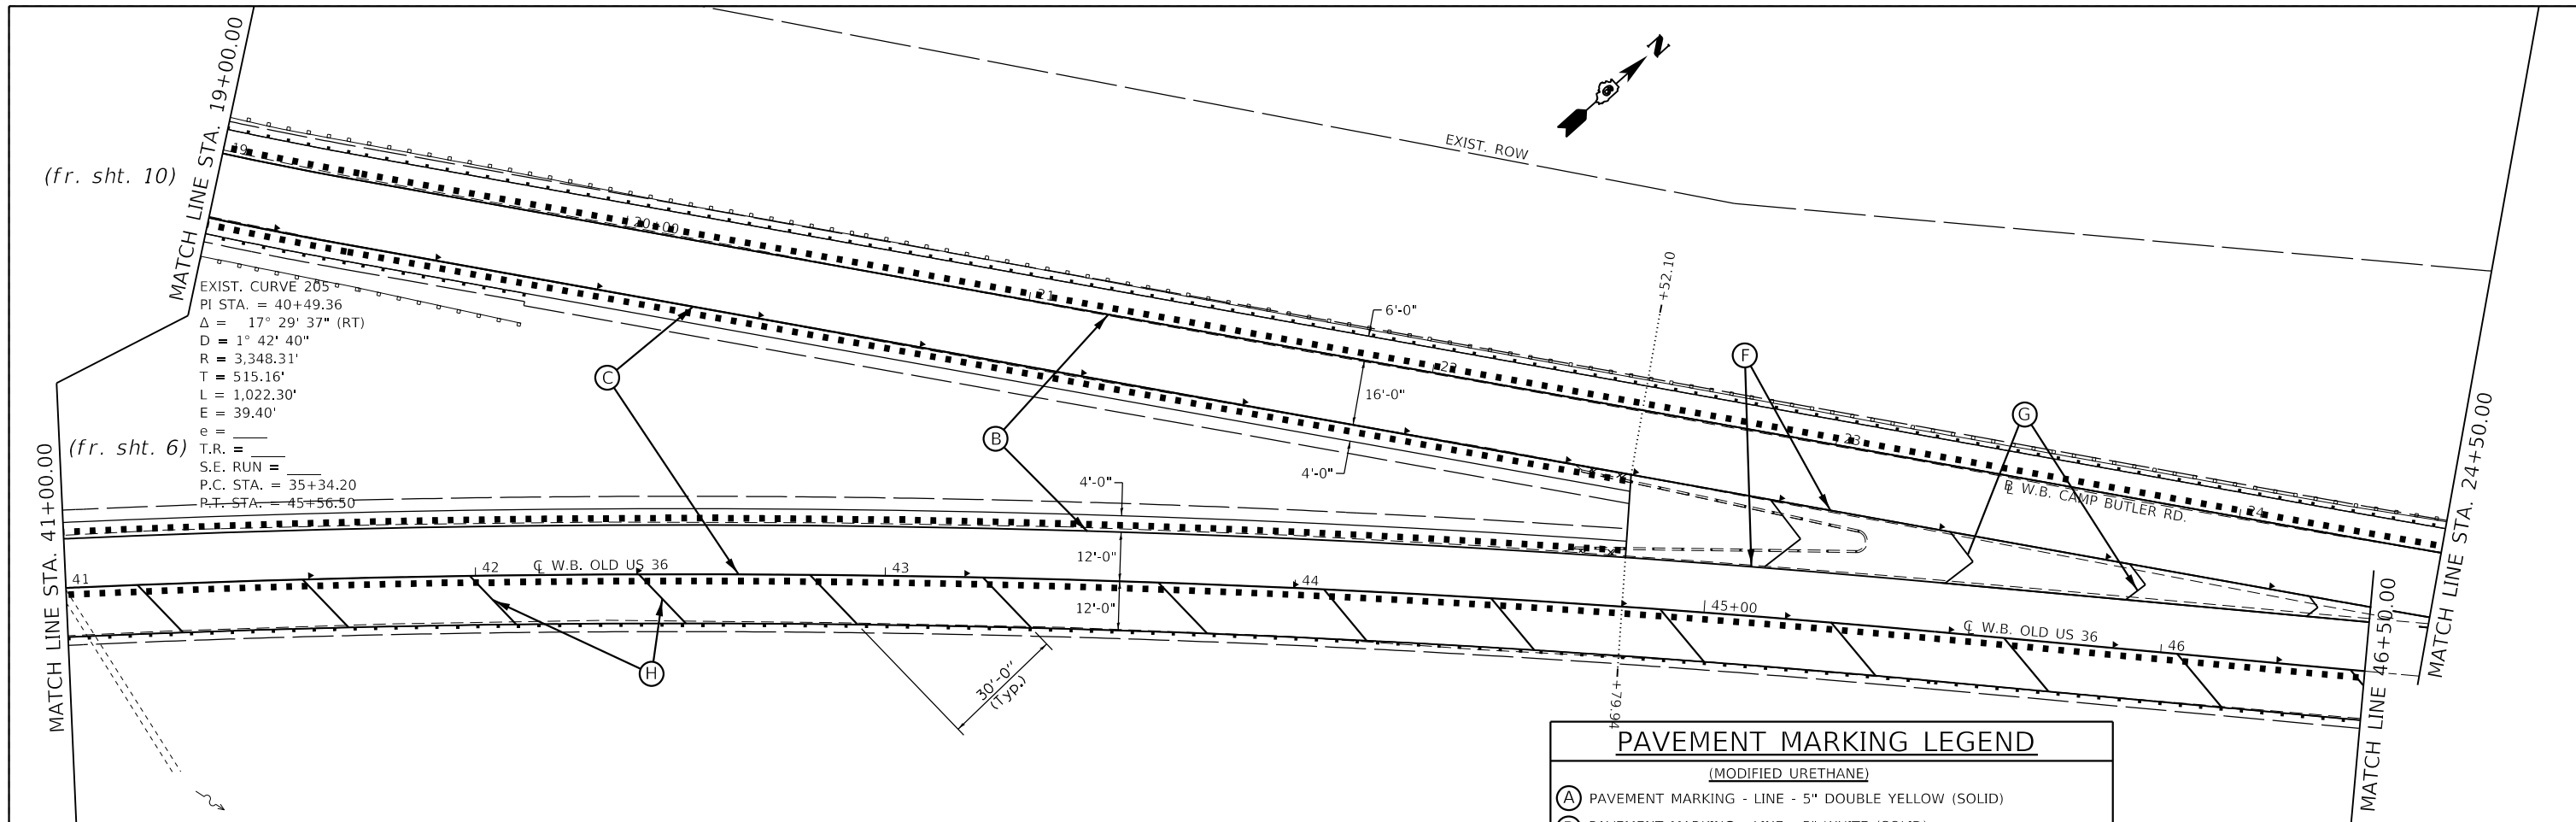 MATCH LINE STA. 19+00.00
(fr. sht. 10)
19
20+00
21
22
23
24
N
EXIST. ROW
+52.10
6'-0"
16'-0"
4'-0"
EXIST. CURVE 205
PI STA. = 40+49.36
Δ = 17° 29' 37" (RT)
D = 1° 42' 40"
R = 3,348.31'
T = 515.16'
L = 1,022.30'
E = 39.40'
e = ____
T.R. = ____
S.E. RUN = ____
P.C. STA. = 35+34.20
P.T. STA. = 45+56.50
(fr. sht. 6)
MATCH LINE STA. 41+00.00
C
B
F
G
H
4'-0"
12'-0"
12'-0"
30'-0"
(Typ.)
41
42
℄ W.B. OLD US 36
43
44
45+00
℄ W.B. OLD US 36
46
+79.94
℄ W.B. CAMP BUTLER RD.
MATCH LINE STA. 24+50.00
MATCH LINE 46+50.00
PAVEMENT MARKING LEGEND
(MODIFIED URETHANE)
A PAVEMENT MARKING - LINE - 5" DOUBLE YELLOW (SOLID)